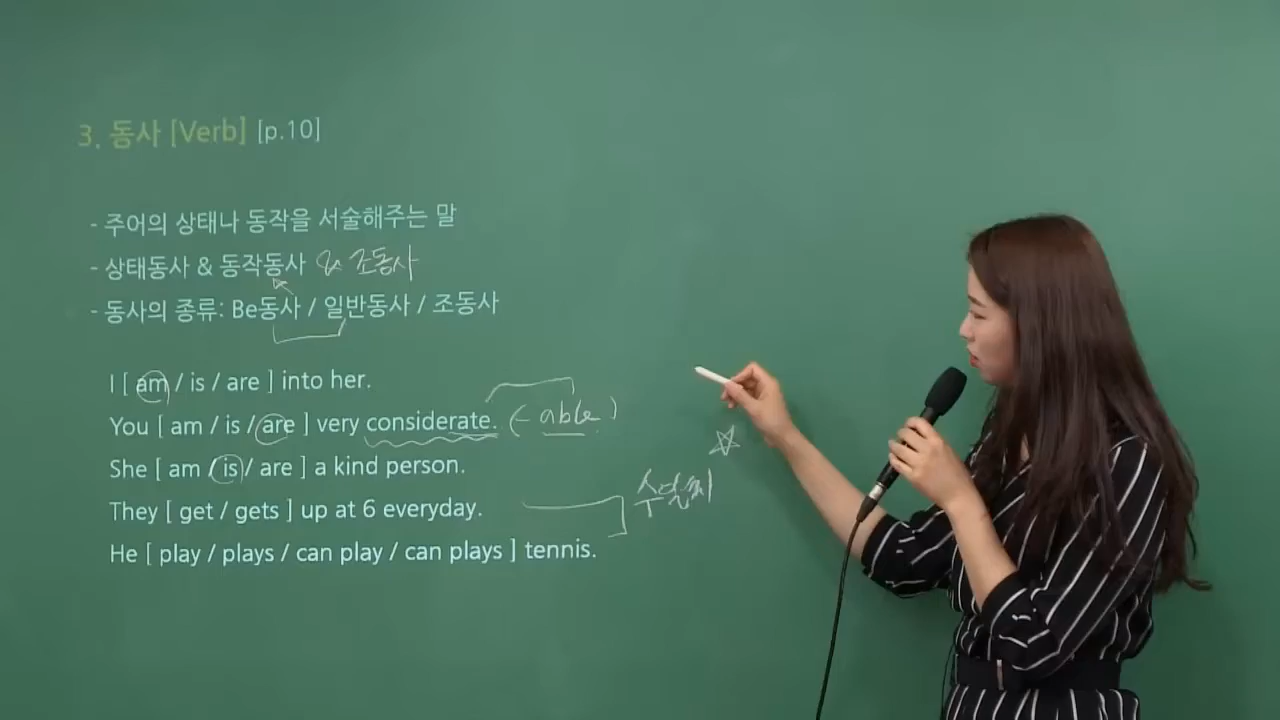 3. 동사 [Verb] [p.10]
- 주어의 상태나 동작을 서술해주는 말
- 상태동사 & 동작동사 & 조동사
- 동사의 종류: Be동사 / 일반동사 / 조동사
I [ am / is / are ] into her.
You [ am / is / are ] very considerate. (-able)
She [ am / is / are ] a kind person.
They [ get / gets ] up at 6 everyday.
수일치
He [ play / plays / can play / can plays ] tennis.